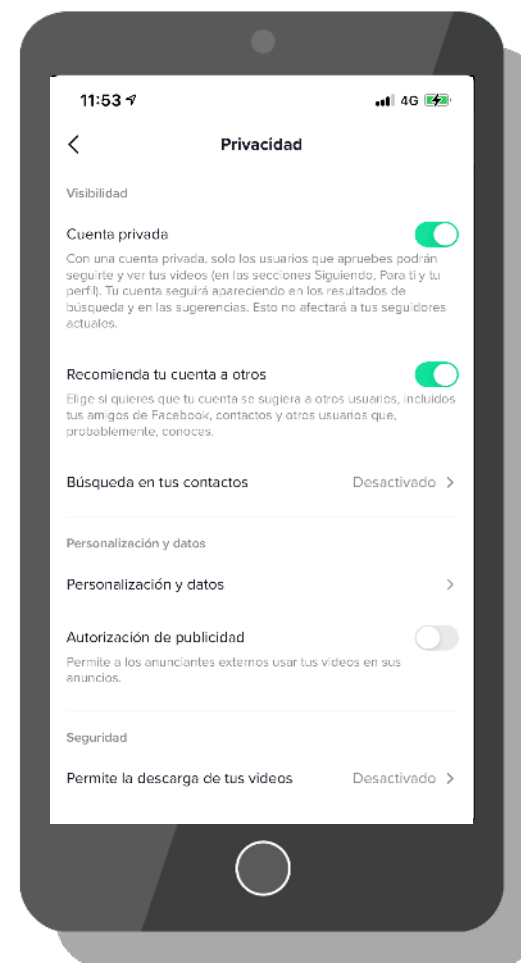 11:53
4G
Privacidad
Visibilidad
Cuenta privada
Con una cuenta privada, solo los usuarios que apruebes podrán
seguirte y ver tus videos (en las secciones Siguiendo, Para ti y tu
perfil). Tu cuenta seguirá apareciendo en los resultados de
búsqueda y en las sugerencias. Esto no afectará a tus seguidores
actuales.
Recomienda tu cuenta a otros
Elige si quieres que tu cuenta se sugiera a otros usuarios, incluidos
tus amigos de Facebook, contactos y otros usuarios que,
probablemente, conoces.
Búsqueda en tus contactos Desactivado >
Personalización y datos
Personalización y datos >
Autorización de publicidad
Permite a los anunciantes externos usar tus videos en sus
anuncios.
Seguridad
Permite la descarga de tus videos Desactivado >